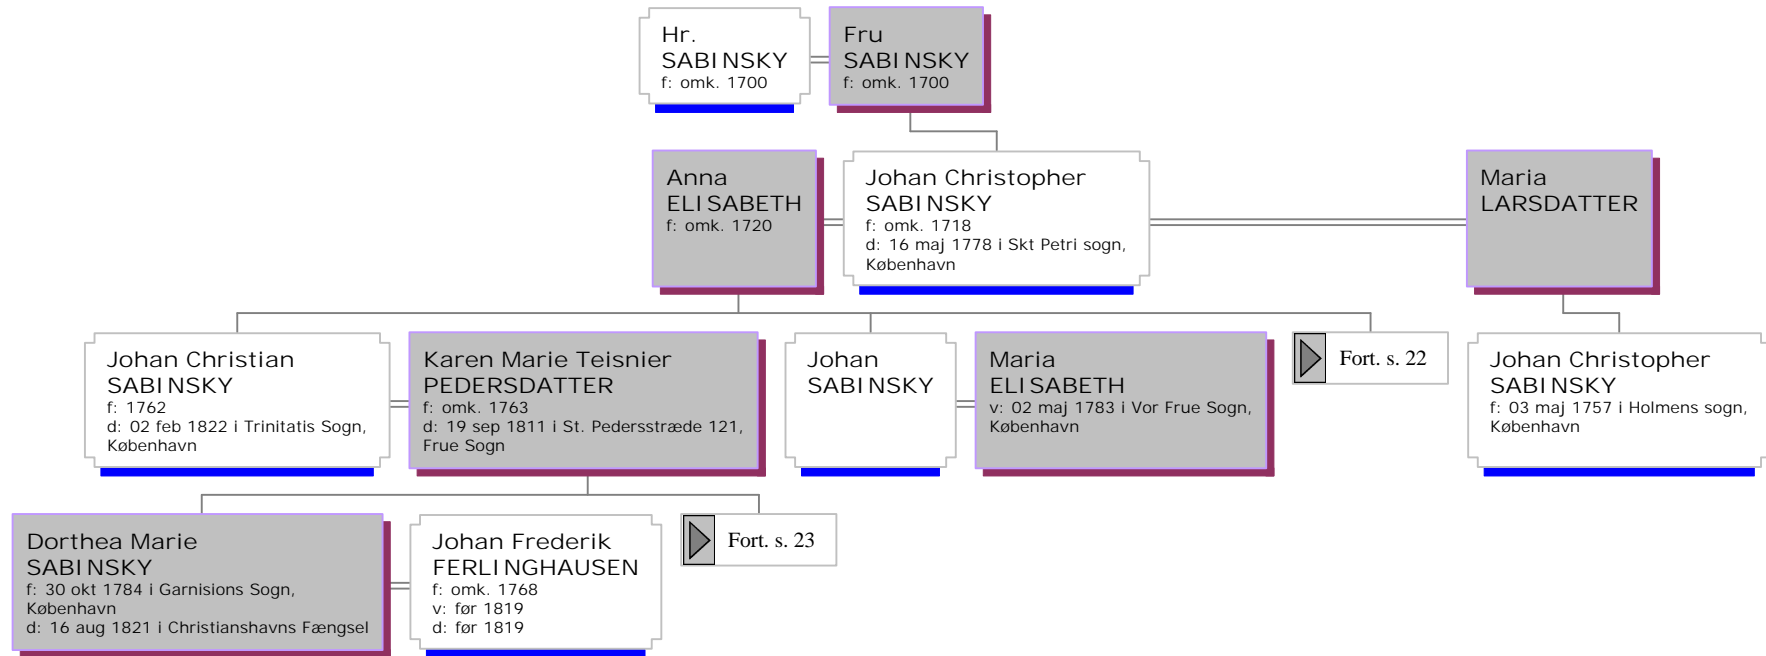 Hr.
SABINSKY
f: omk. 1700
Fru
SABINSKY
f: omk. 1700
Anna
ELISABETH
f: omk. 1720
Johan Christopher
SABINSKY
f: omk. 1718
d: 16 maj 1778 i Skt Petri sogn,
København
Maria
LARSDATTER
Johan Christian
SABINSKY
f: 1762
d: 02 feb 1822 i Trinitatis Sogn,
København
Karen Marie Teisnier
PEDERSDATTER
f: omk. 1763
d: 19 sep 1811 i St. Pedersstræde 121,
Frue Sogn
Johan
SABINSKY
Maria
ELISABETH
v: 02 maj 1783 i Vor Frue Sogn,
København
Fort. s. 22
Johan Christopher
SABINSKY
f: 03 maj 1757 i Holmens sogn,
København
Dorthea Marie
SABINSKY
f: 30 okt 1784 i Garnisions Sogn,
København
d: 16 aug 1821 i Christianshavns Fængsel
Johan Frederik
FERLINGHAUSEN
f: omk. 1768
v: før 1819
d: før 1819
Fort. s. 23